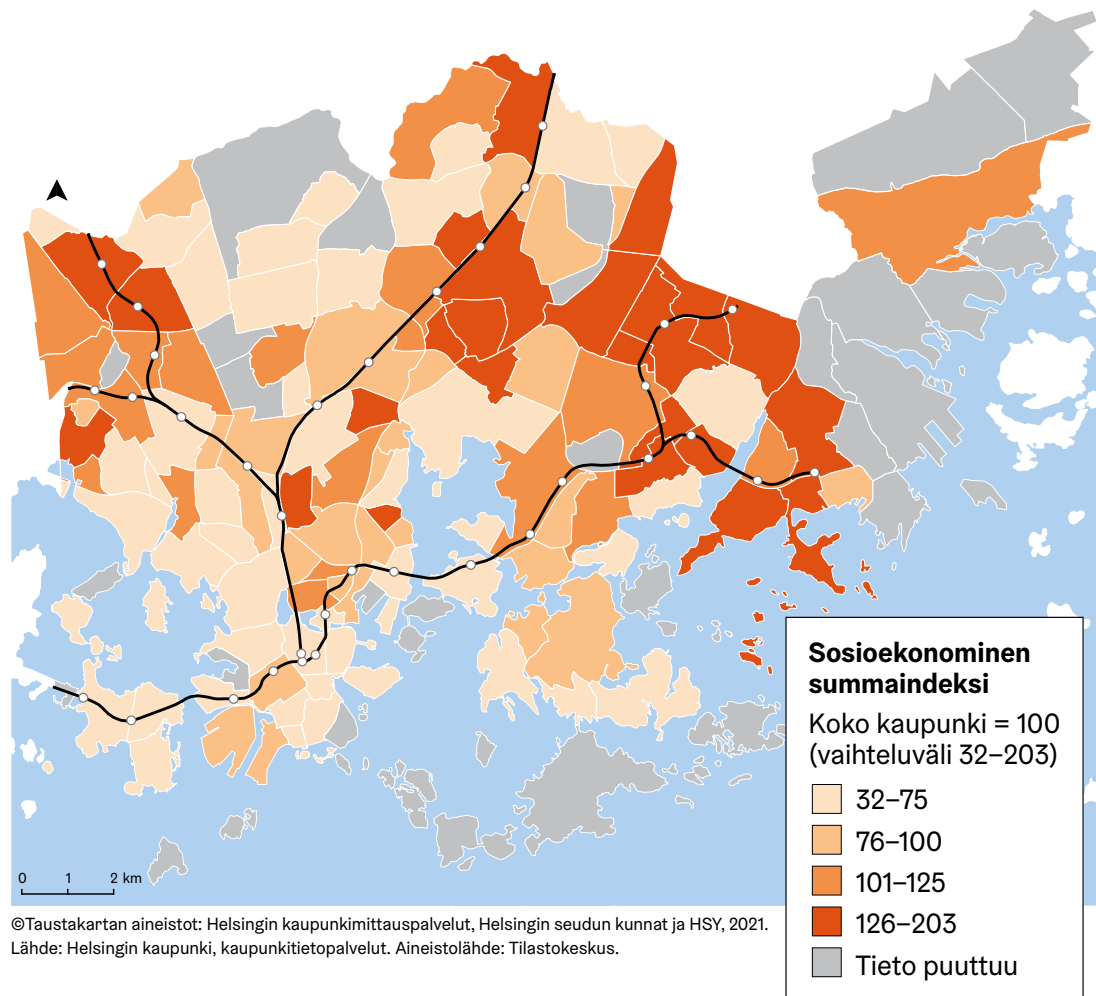 Sosioekonominen
summaindeksi
Koko kaupunki = 100
(vaihteluväli 32–203)
32–75
76–100
101–125
126–203
Tieto puuttuu
0 1 2 km
©Taustakartan aineistot: Helsingin kaupunkimittauspalvelut, Helsingin seudun kunnat ja HSY, 2021.
Lähde: Helsingin kaupunki, kaupunkitietopalvelut. Aineistolähde: Tilastokeskus.